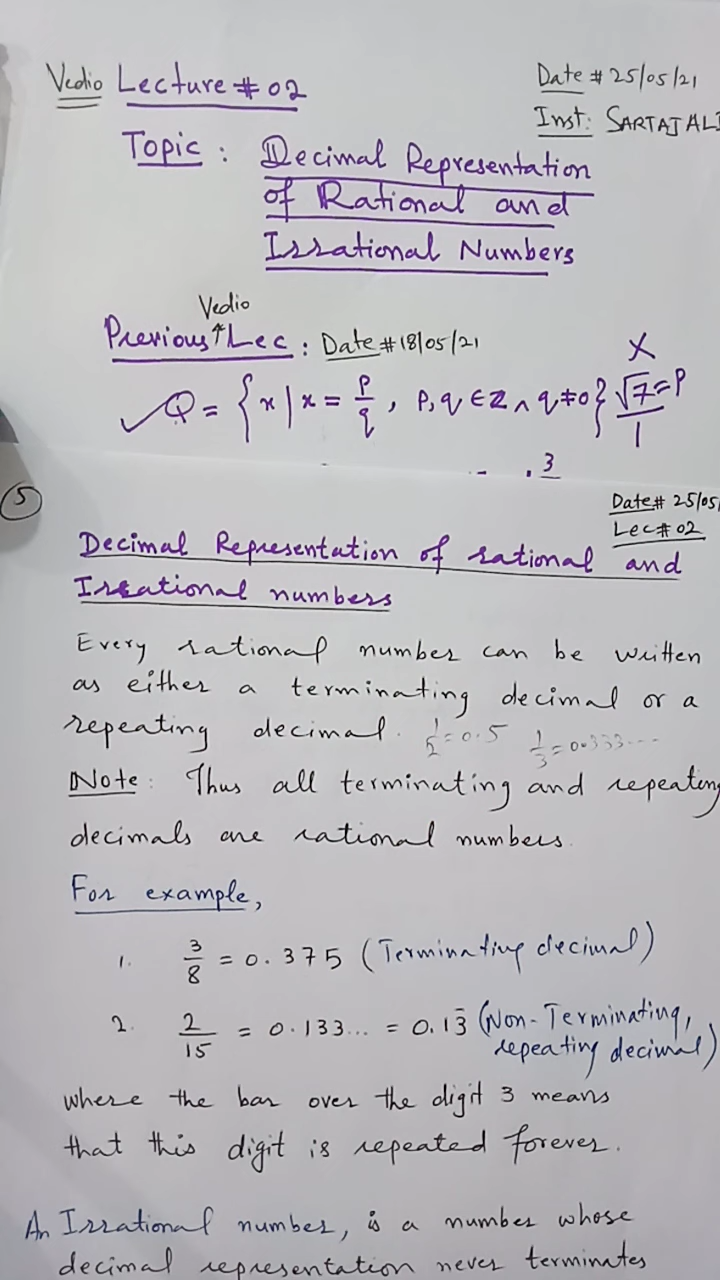 Vedio Lecture # 02
Date # 25/05/21
Inst: SARTAJ ALI
Topic : Decimal Representation
of Rational and
Irrational Numbers
Vedio
Previous ↑ Lec : Date # 18/05/21
X
✓ Q = { x | x = p/q , p, q ∈ Z ∧ q ≠ 0 } √7/1 = P
3
5
Date # 25/05/
Lec # 02
Decimal Representation of rational and
Irrational numbers
Every rational number can be written
as either a terminating decimal or a
repeating decimal. 1/2 = 0.5 1/3 = 0.333...
Note: Thus all terminating and repeating
decimals are rational numbers.
For example,
1. 3/8 = 0.375 (Terminating decimal)
2. 2/15 = 0.133... = 0.13̄ (Non-Terminating,
repeating decimal)
where the bar over the digit 3 means
that this digit is repeated forever.
An Irrational number, is a number whose
decimal representation never terminates